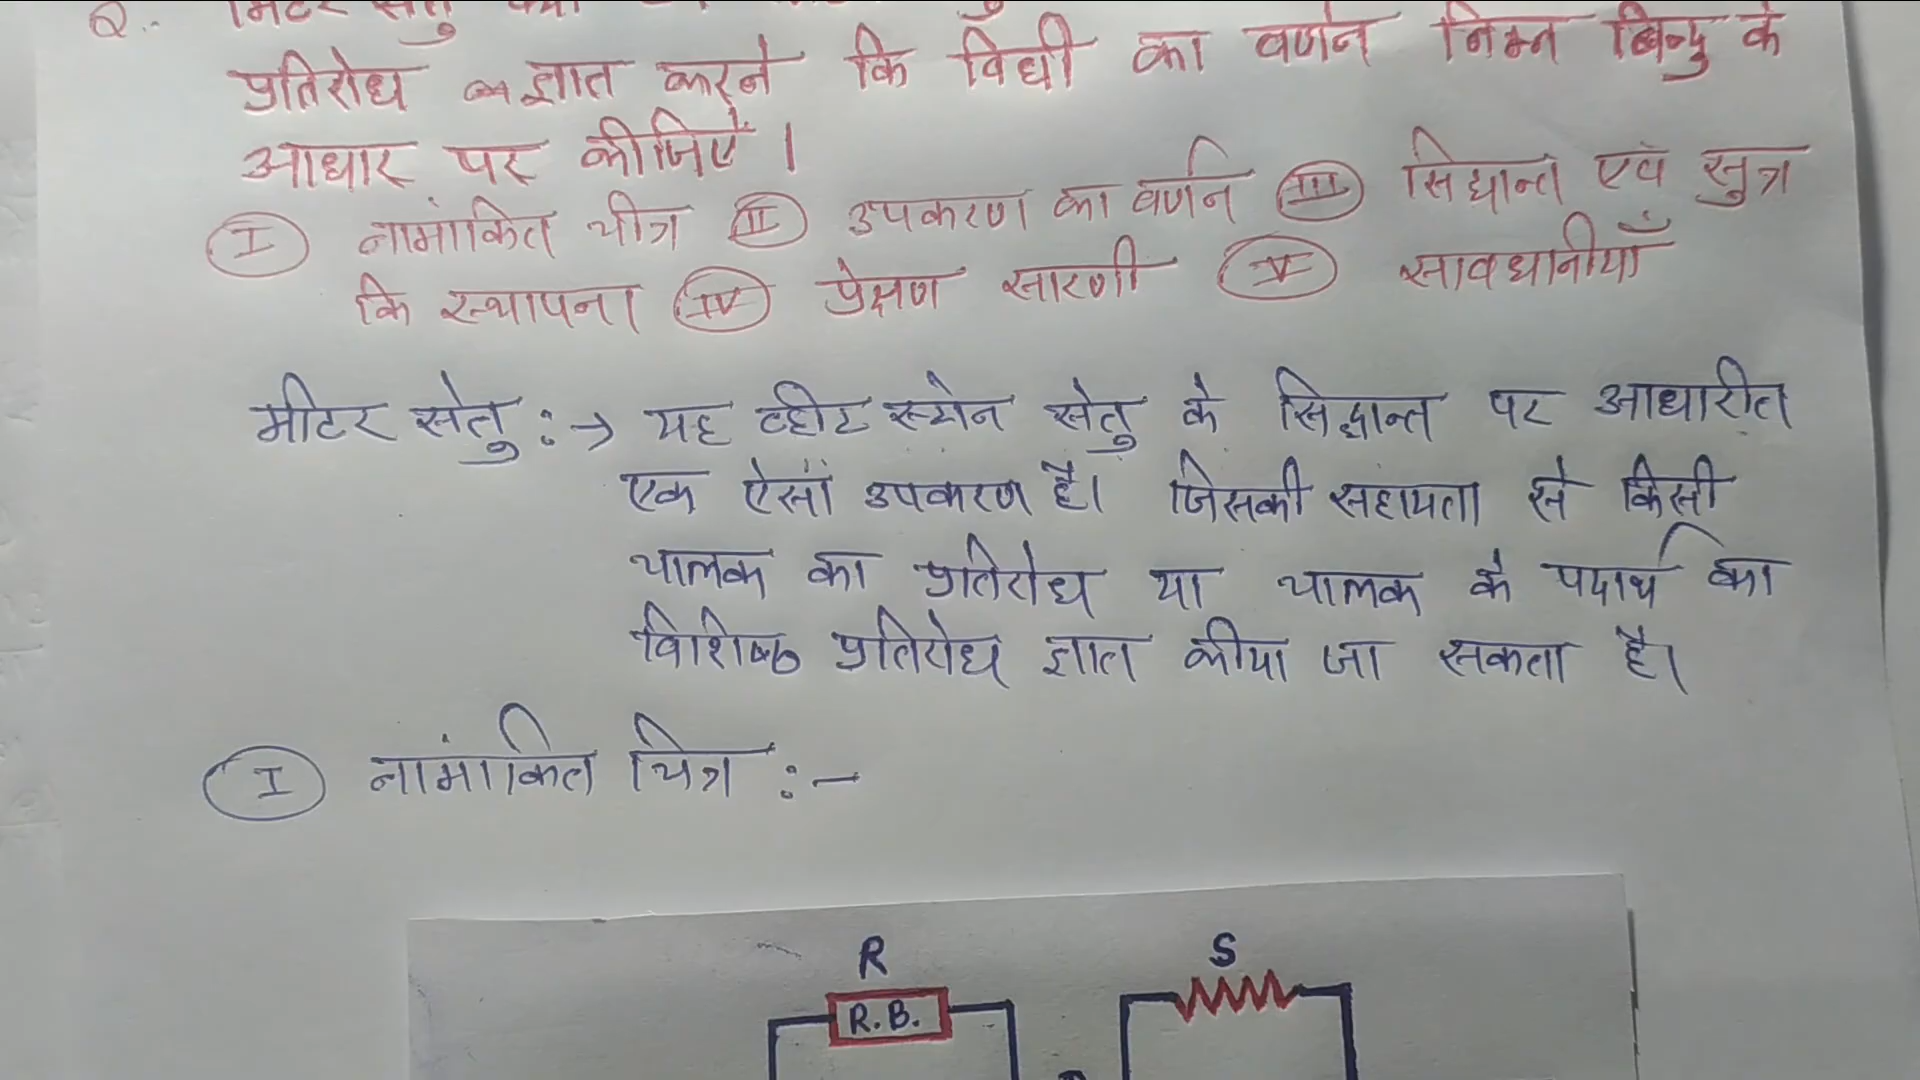 Q.. मिटर सेतु क्या
प्रतिरोध ज्ञात करने कि विधी का वर्णन निम्न बिन्दु के
आधार पर कीजिएं ।
I नामांकित चीत्र II उपकरण का वर्णन III सिद्यान्त एवं सुत्र
कि स्थापना IV प्रेक्षण सारणी V सावधानीयाँ
मीटर सेतु :→ यह व्हीट स्टोन सेतु के सिद्धान्त पर आधारीत
एक ऐसा उपकरण है। जिसकी सहायता से किसी
चालक का प्रतिरोध या चालक के पदार्थ का
विशिष्ठ प्रतिरोध ज्ञात कीया जा सकता है।
I नामांकित चित्र :-
R S
R.B.